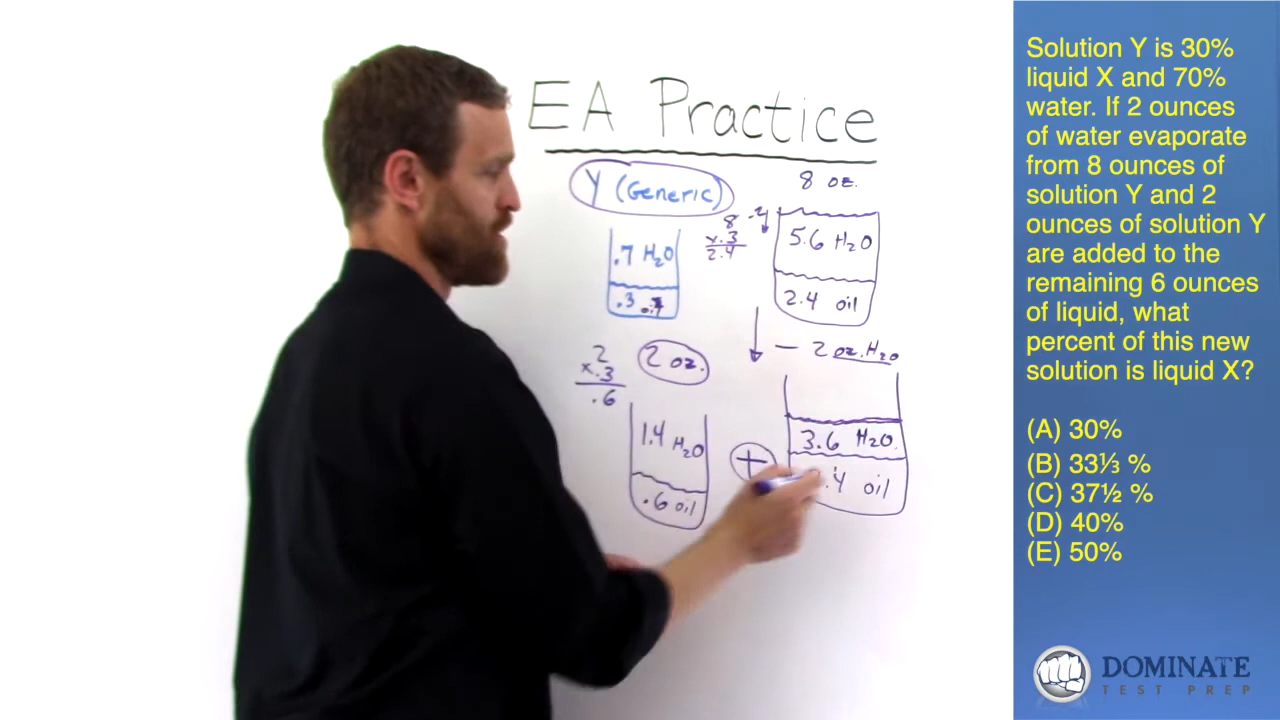 EA Practice
Y (Generic)
.7 H₂O
.3 oil
8 oz.
8
x.3
2.4
5.6 H₂O
2.4 oil
- 2 oz. H₂O
2
x.3
.6
2 oz.
1.4 H₂O
.6 oil
+
3.6 H₂O
.4 oil
Solution Y is 30%
liquid X and 70%
water. If 2 ounces
of water evaporate
from 8 ounces of
solution Y and 2
ounces of solution Y
are added to the
remaining 6 ounces
of liquid, what
percent of this new
solution is liquid X?
(A) 30%
(B) 33⅓ %
(C) 37½ %
(D) 40%
(E) 50%
DOMINATE
TEST PREP